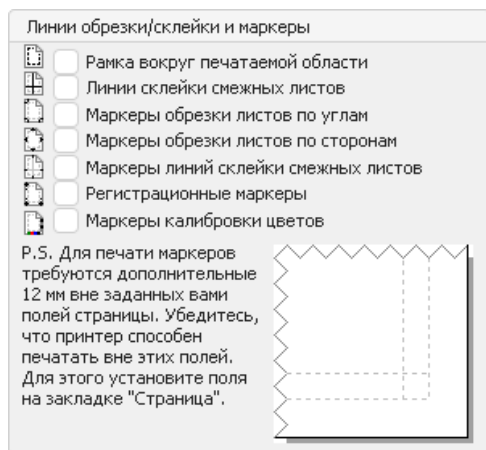 Линии обрезки/склейки и маркеры
Рамка вокруг печатаемой области
Линии склейки смежных листов
Маркеры обрезки листов по углам
Маркеры обрезки листов по сторонам
Маркеры линий склейки смежных листов
Регистрационные маркеры
Маркеры калибровки цветов
P.S. Для печати маркеров
требуются дополнительные
12 мм вне заданных вами
полей страницы. Убедитесь,
что принтер способен
печатать вне этих полей.
Для этого установите поля
на закладке "Страница".